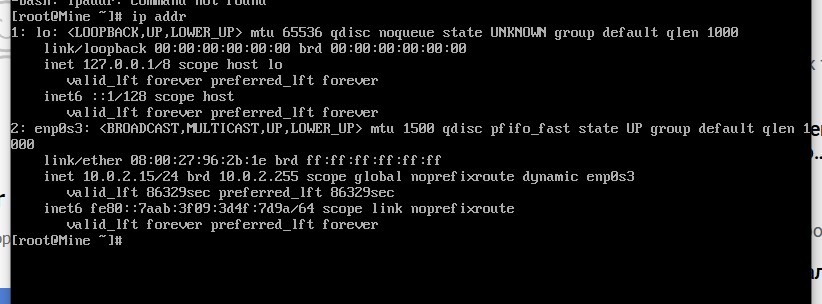 -bash: ipaddr: command not found
[root@Mine ~]# ip addr
1: lo: <LOOPBACK,UP,LOWER_UP> mtu 65536 qdisc noqueue state UNKNOWN group default qlen 1000
    link/loopback 00:00:00:00:00:00 brd 00:00:00:00:00:00
    inet 127.0.0.1/8 scope host lo
       valid_lft forever preferred_lft forever
    inet6 ::1/128 scope host
       valid_lft forever preferred_lft forever
2: enp0s3: <BROADCAST,MULTICAST,UP,LOWER_UP> mtu 1500 qdisc pfifo_fast state UP group default qlen 1
000
    link/ether 08:00:27:96:2b:1e brd ff:ff:ff:ff:ff:ff
    inet 10.0.2.15/24 brd 10.0.2.255 scope global noprefixroute dynamic enp0s3
       valid_lft 86329sec preferred_lft 86329sec
    inet6 fe80::7aab:3f09:3d4f:7d9a/64 scope link noprefixroute
       valid_lft forever preferred_lft forever
[root@Mine ~]#